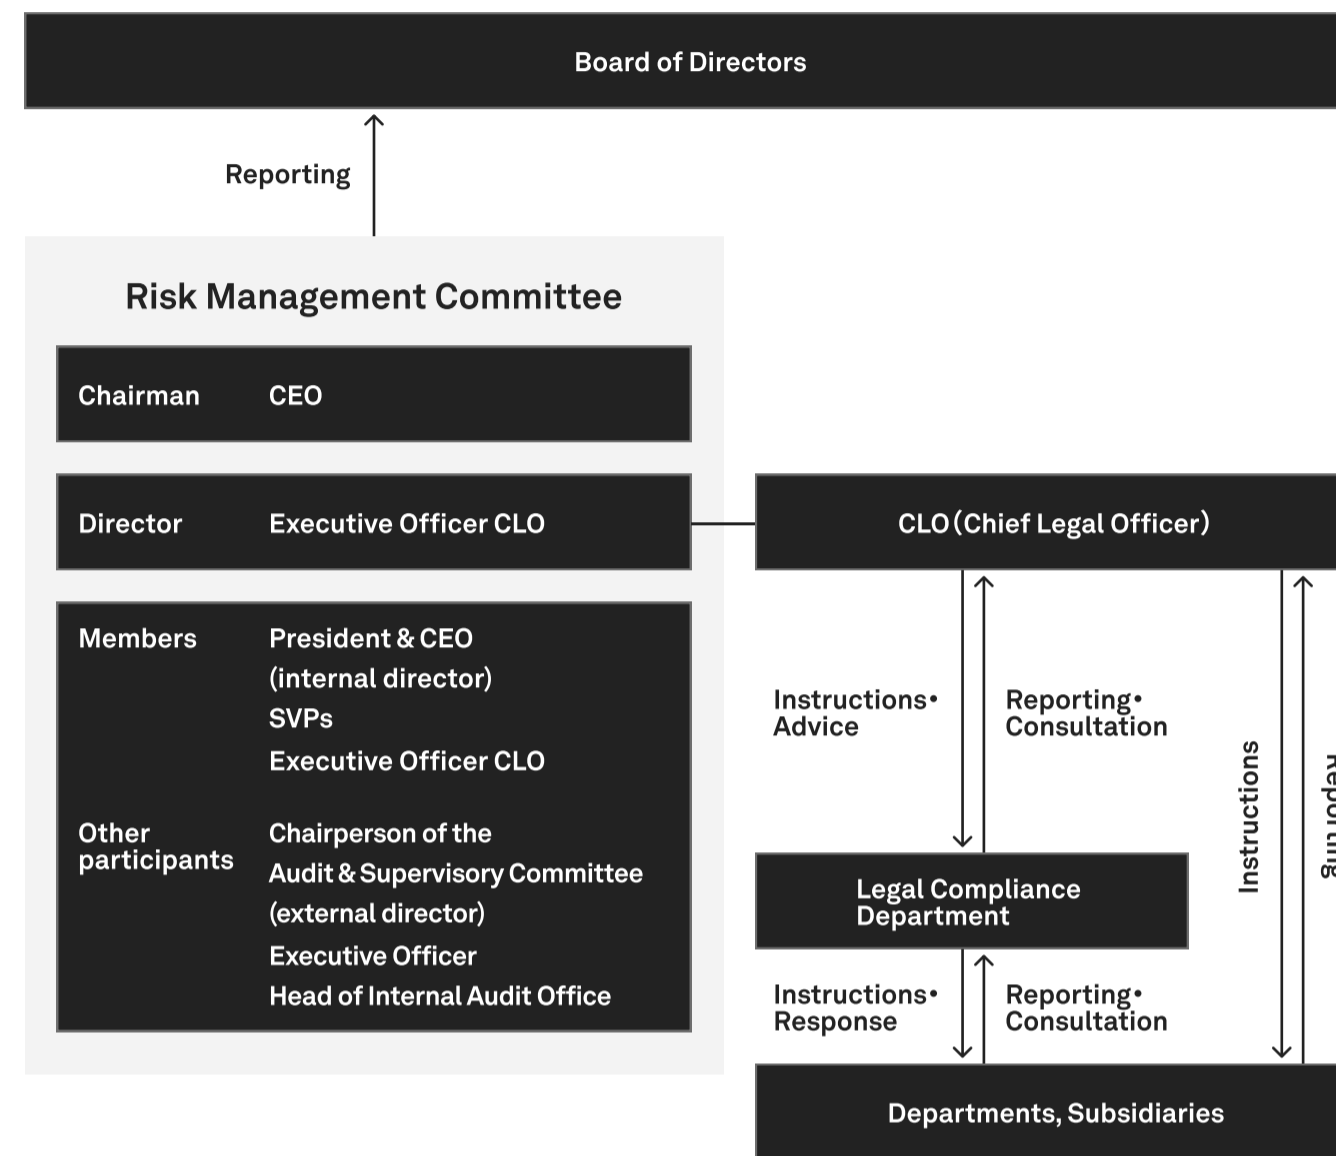 Board of Directors
Reporting
Risk Management Committee
Chairman CEO
Director Executive Officer CLO
CLO(Chief Legal Officer)
Members President & CEO
(internal director)
SVPs
Executive Officer CLO
Other
participants
Chairperson of the
Audit & Supervisory Committee
(external director)
Executive Officer
Head of Internal Audit Office
Instructions•
Advice
Reporting•
Consultation
Instructions
Reporting
Legal Compliance
Department
Instructions•
Response
Reporting•
Consultation
Departments, Subsidiaries